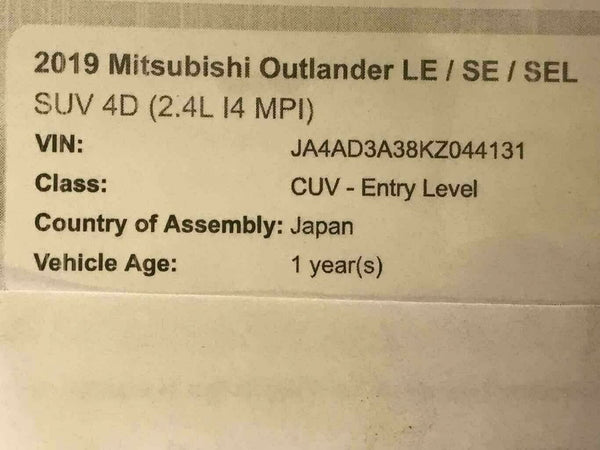 2019 Mitsubishi Outlander LE / SE / SEL
SUV 4D (2.4L I4 MPI)
VIN: JA4AD3A38KZ044131
Class: CUV - Entry Level
Country of Assembly: Japan
Vehicle Age: 1 year(s)